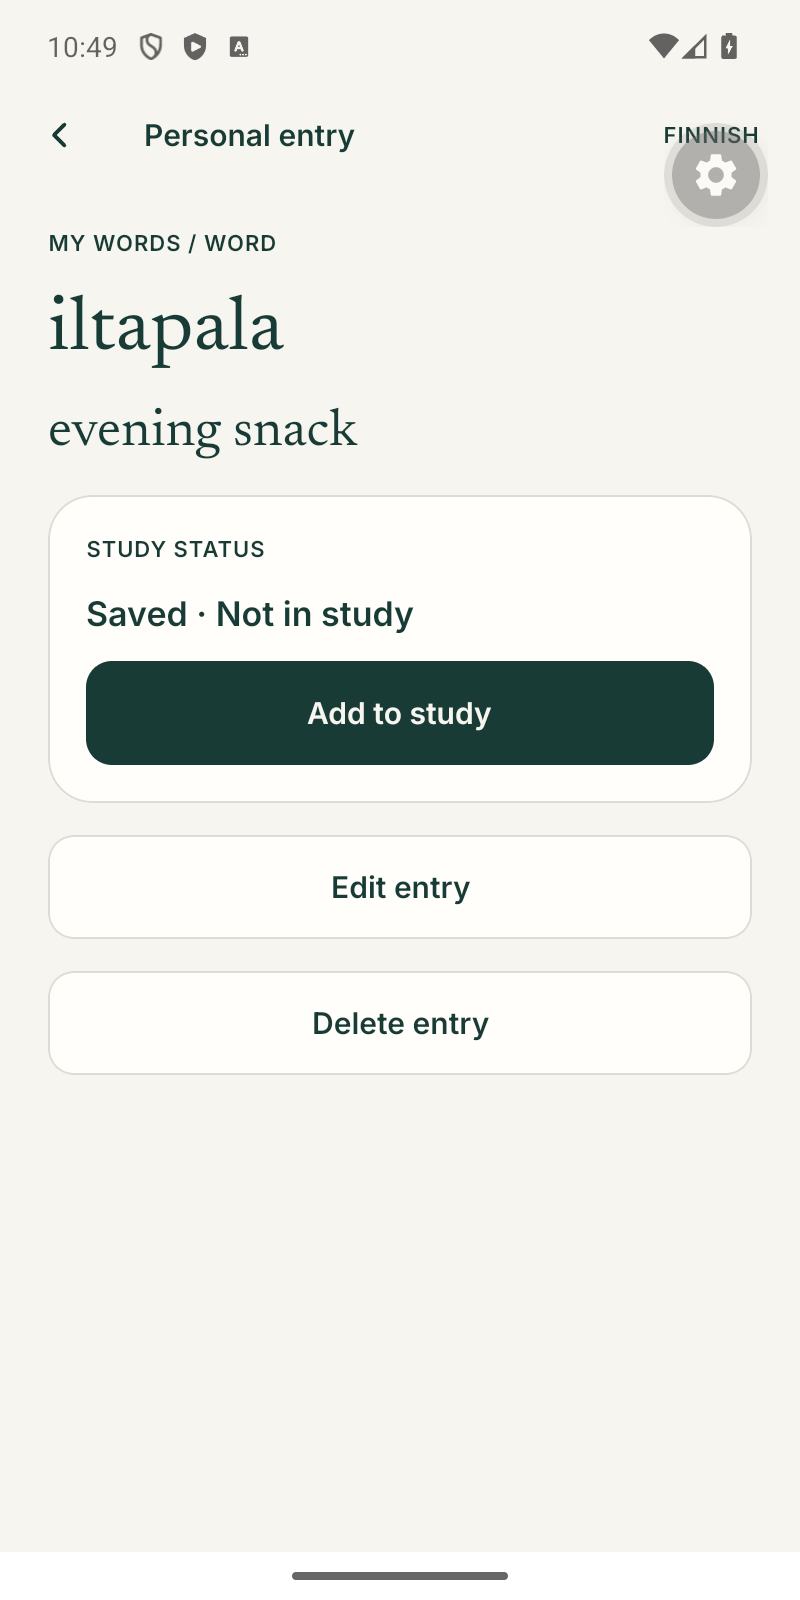 10:49
Personal entry
FINNISH
MY WORDS / WORD
iltapala
evening snack
STUDY STATUS
Saved · Not in study
Add to study
Edit entry
Delete entry